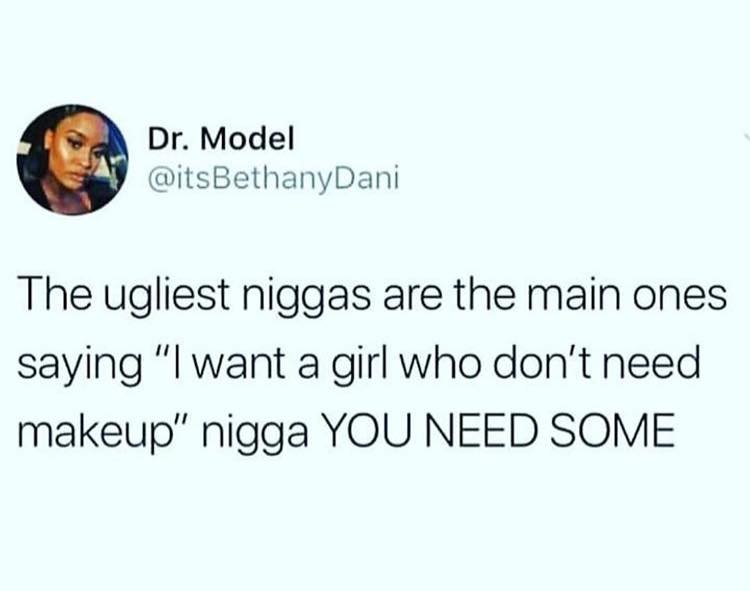 Dr. Model
@itsBethanyDani
The ugliest niggas are the main ones
saying "I want a girl who don't need
makeup" nigga YOU NEED SOME